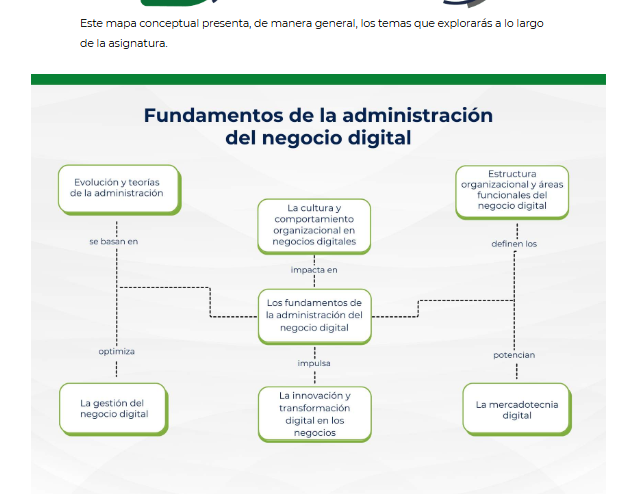 Este mapa conceptual presenta, de manera general, los temas que explorarás a lo largo
de la asignatura.
Fundamentos de la administración
del negocio digital
Evolución y teorías
de la administración
La cultura y
comportamiento
organizacional en
negocios digitales
Estructura
organizacional y áreas
funcionales del
negocio digital
se basan en
impacta en
definen los
Los fundamentos de
la administración del
negocio digital
optimiza
impulsa
potencian
La gestión del
negocio digital
La innovación y
transformación
digital en los
negocios
La mercadotecnia
digital